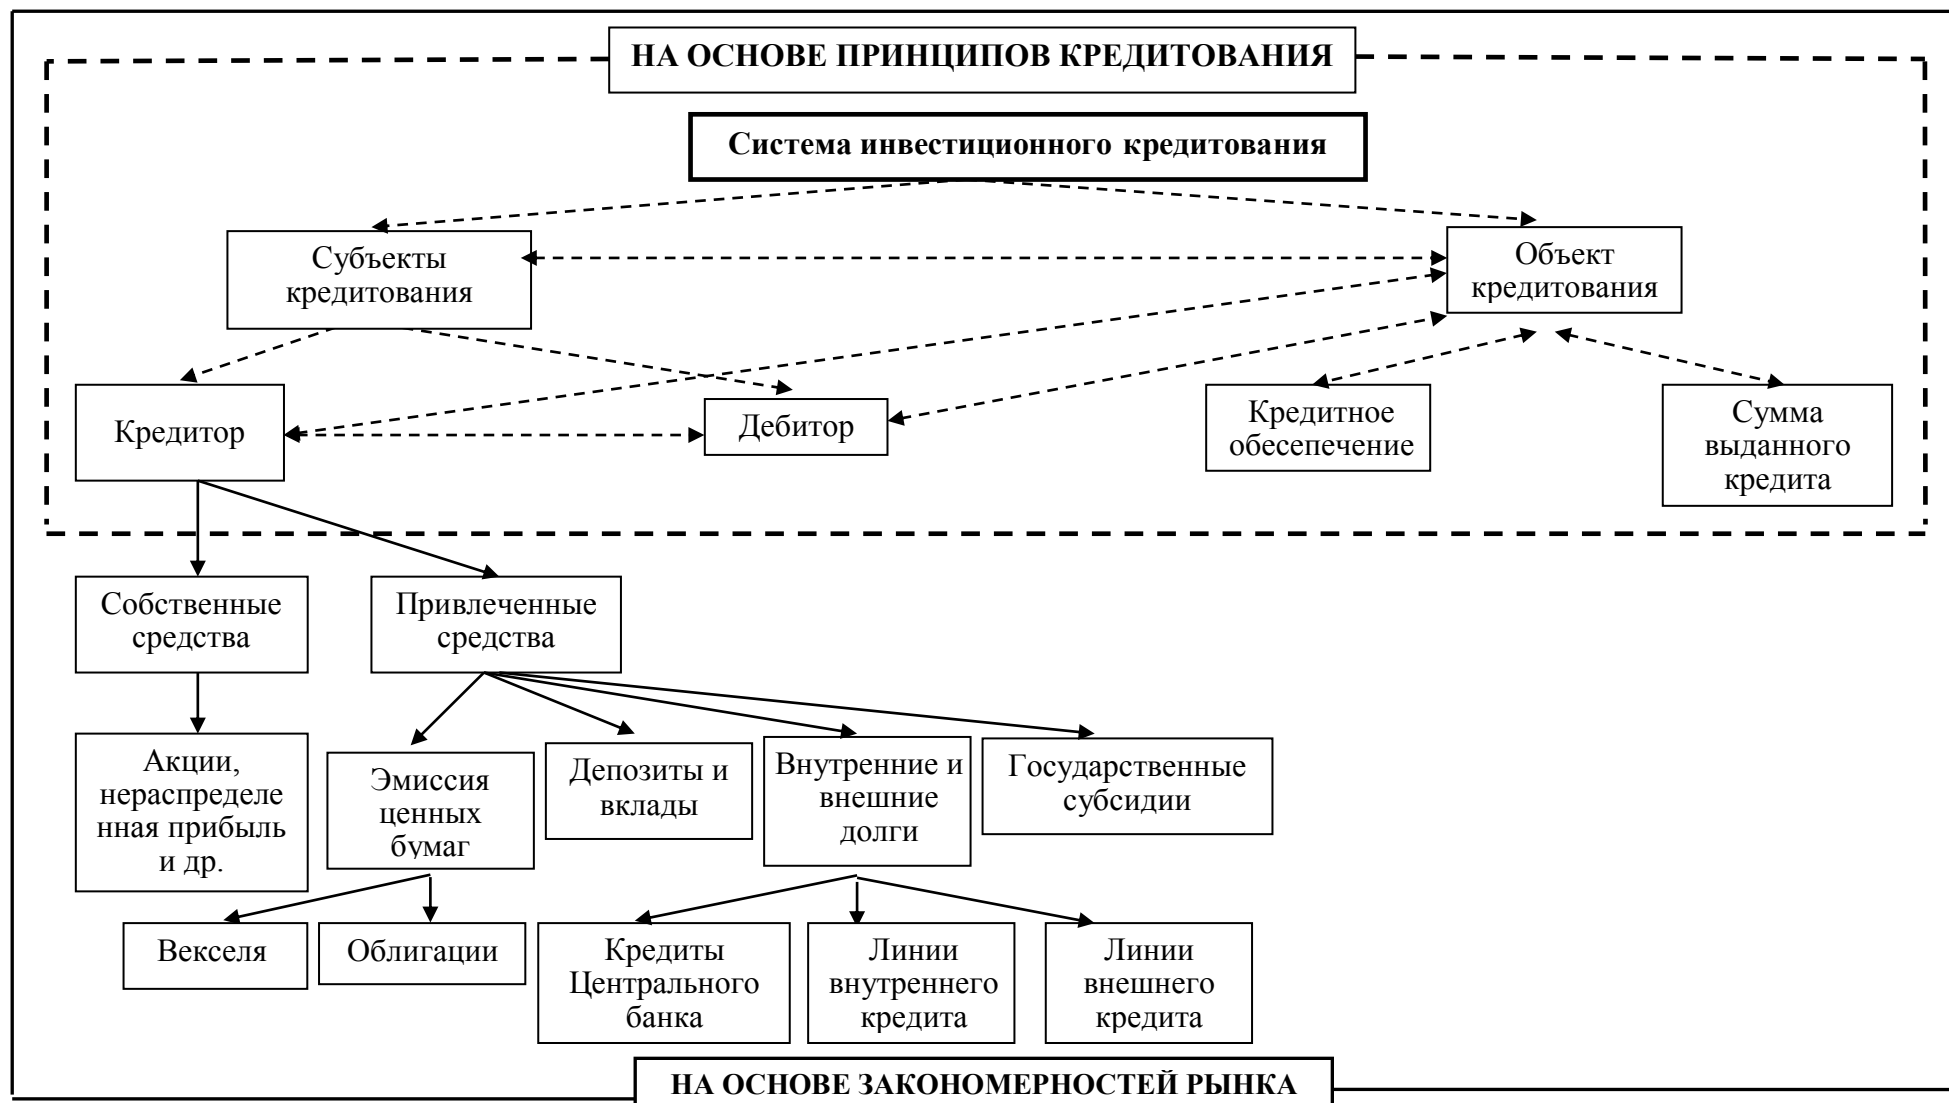 НА ОСНОВЕ ПРИНЦИПОВ КРЕДИТОВАНИЯ
Система инвестиционного кредитования
Субъекты
кредитования
Объект
кредитования
Кредитор
Дебитор
Кредитное
обесепечение
Сумма
выданного
кредита
Собственные
средства
Привлеченные
средства
Акции,
нераспределе
нная прибыль
и др.
Эмиссия
ценных
бумаг
Депозиты и
вклады
Внутренние и
внешние
долги
Государственные
субсидии
Векселя
Облигации
Кредиты
Центрального
банка
Линии
внутреннего
кредита
Линии
внешнего
кредита
НА ОСНОВЕ ЗАКОНОМЕРНОСТЕЙ РЫНКА